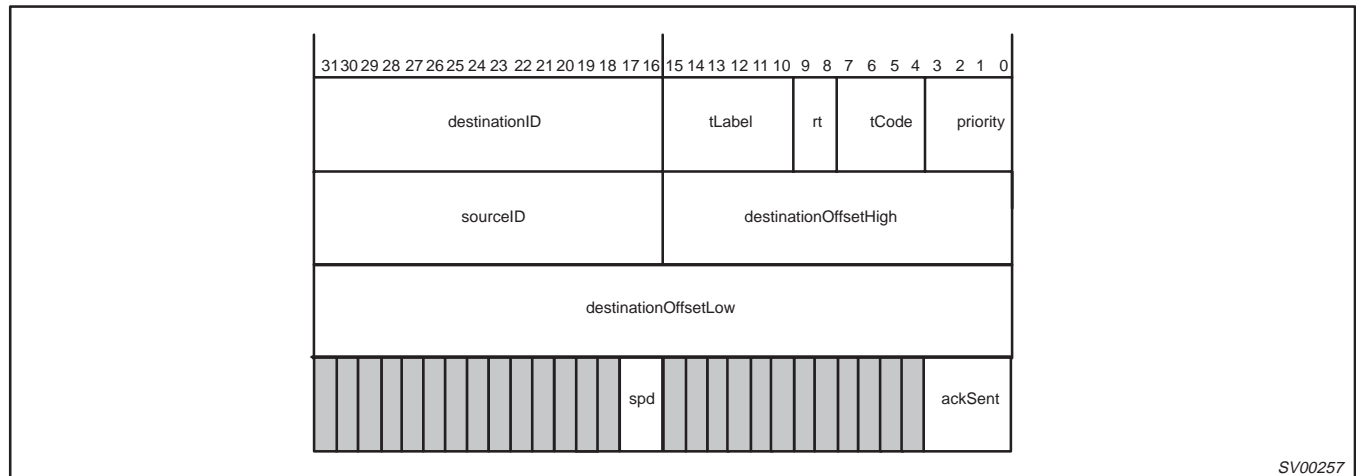 31 30 29 28 27 26 25 24 23 22 21 20 19 18 17 16 15 14 13 12 11 10 9 8 7 6 5 4 3 2 1 0
destinationID tLabel rt tCode priority
sourceID destinationOffsetHigh
destinationOffsetLow
spd ackSent
SV00257